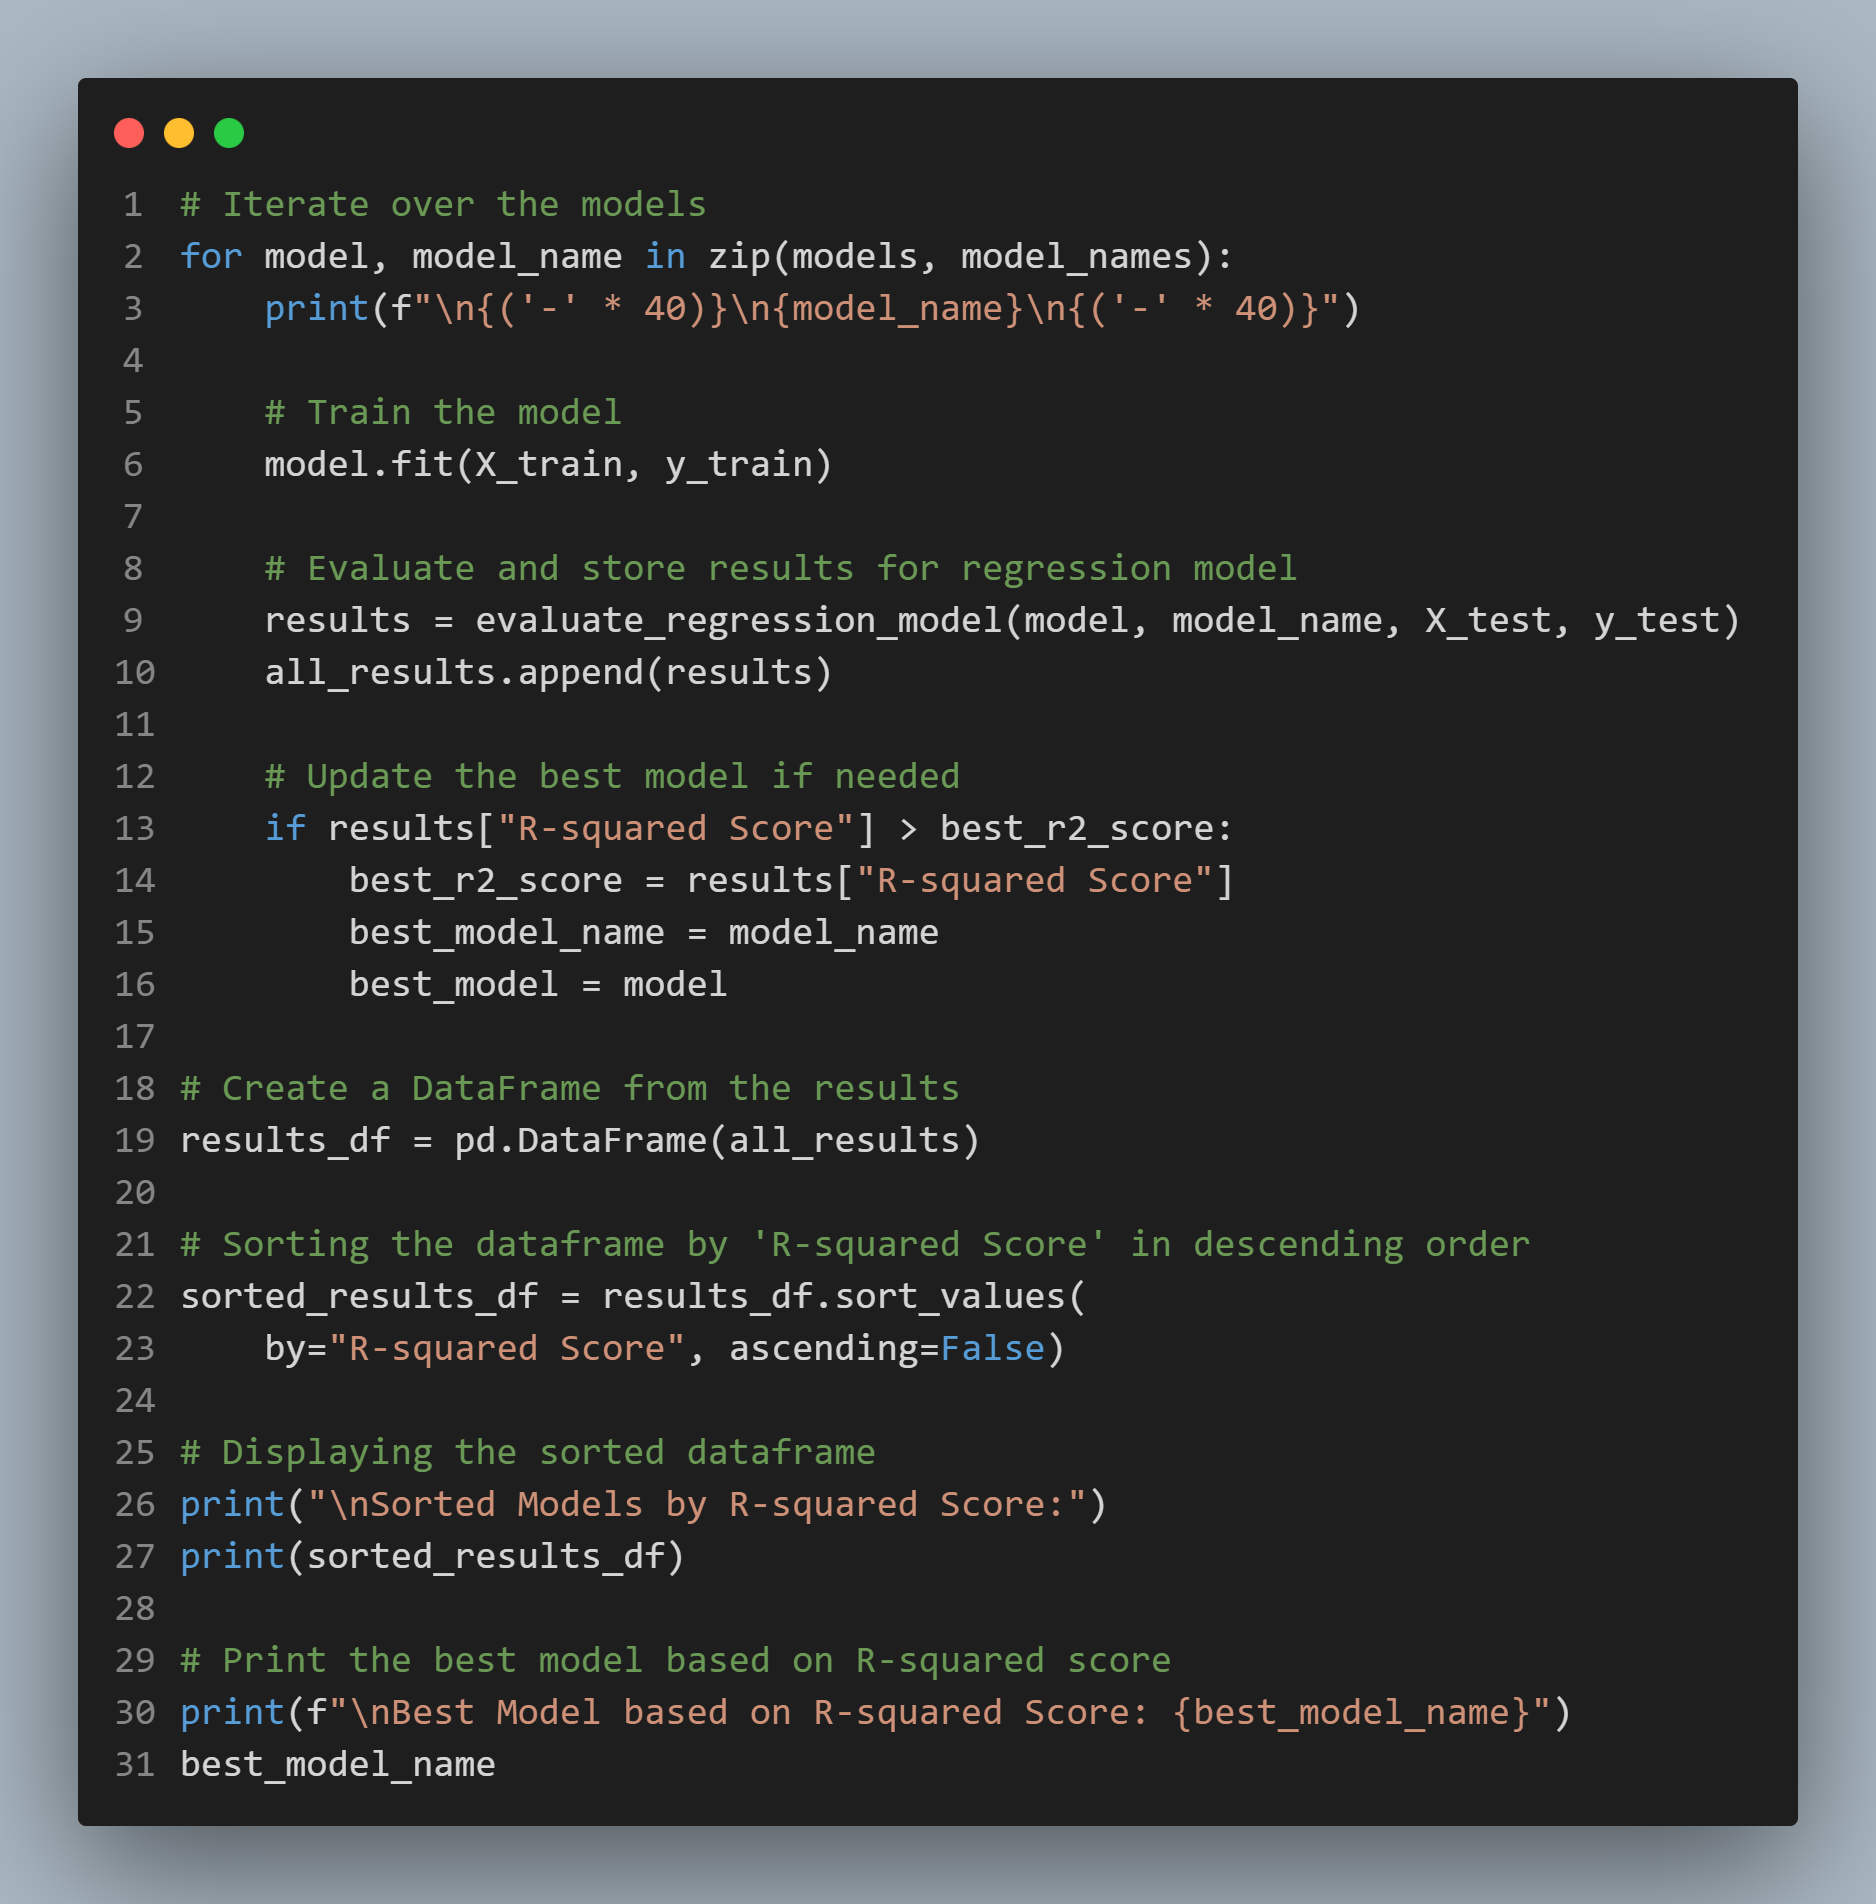 1 # Iterate over the models
2 for model, model_name in zip(models, model_names):
3     print(f"\n{('-' * 40)}\n{model_name}\n{('-' * 40)}")
4
5     # Train the model
6     model.fit(X_train, y_train)
7
8     # Evaluate and store results for regression model
9     results = evaluate_regression_model(model, model_name, X_test, y_test)
10     all_results.append(results)
11
12     # Update the best model if needed
13     if results["R-squared Score"] > best_r2_score:
14         best_r2_score = results["R-squared Score"]
15         best_model_name = model_name
16         best_model = model
17
18 # Create a DataFrame from the results
19 results_df = pd.DataFrame(all_results)
20
21 # Sorting the dataframe by 'R-squared Score' in descending order
22 sorted_results_df = results_df.sort_values(
23     by="R-squared Score", ascending=False)
24
25 # Displaying the sorted dataframe
26 print("\nSorted Models by R-squared Score:")
27 print(sorted_results_df)
28
29 # Print the best model based on R-squared score
30 print(f"\nBest Model based on R-squared Score: {best_model_name}")
31 best_model_name